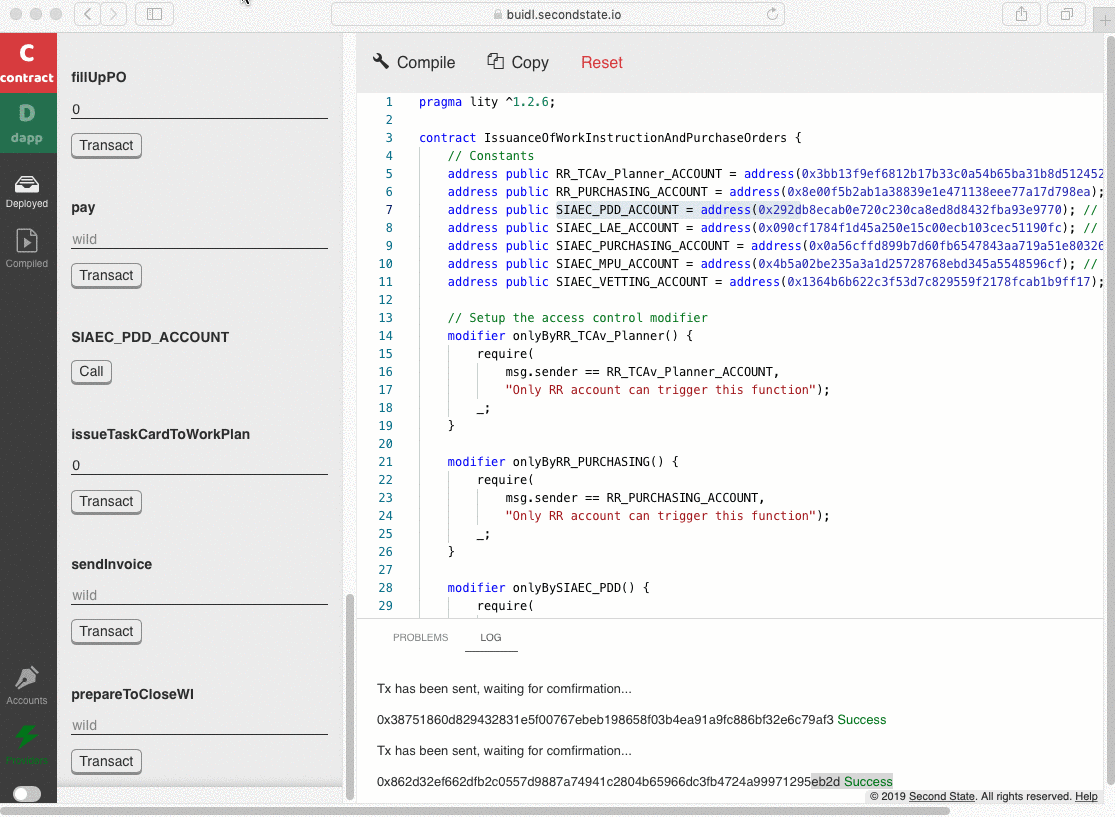 buidl.secondstate.io
C
contract
D
dapp
Deployed
Compiled
Accounts
Providers
fillUpPO
0
Transact
pay
wild
Transact
SIAEC_PDD_ACCOUNT
Call
issueTaskCardToWorkPlan
0
Transact
sendInvoice
wild
Transact
prepareToCloseWI
wild
Transact
Compile Copy Reset
1 pragma lity ^1.2.6;
2
3 contract IssuanceOfWorkInstructionAndPurchaseOrders {
4 // Constants
5 address public RR_TCAv_Planner_ACCOUNT = address(0x3bb13f9ef6812b17b33c0a54b65ba31b8d512452
6 address public RR_PURCHASING_ACCOUNT = address(0x8e00f5b2ab1a38839e1e471138eee77a17d798ea);
7 address public SIAEC_PDD_ACCOUNT = address(0x292db8ecab0e720c230ca8ed8d8432fba93e9770); //
8 address public SIAEC_LAE_ACCOUNT = address(0x090cf1784f1d45a250e15c00ecb103cec51190fc); //
9 address public SIAEC_PURCHASING_ACCOUNT = address(0x0a56cffd899b7d60fb6547843aa719a51e80326
10 address public SIAEC_MPU_ACCOUNT = address(0x4b5a02be235a3a1d25728768ebd345a5548596cf); //
11 address public SIAEC_VETTING_ACCOUNT = address(0x1364b6b622c3f53d7c829559f2178fcab1b9ff17);
12
13 // Setup the access control modifier
14 modifier onlyByRR_TCAv_Planner() {
15 require(
16 msg.sender == RR_TCAv_Planner_ACCOUNT,
17 "Only RR account can trigger this function");
18 _;
19 }
20
21 modifier onlyByRR_PURCHASING() {
22 require(
23 msg.sender == RR_PURCHASING_ACCOUNT,
24 "Only RR account can trigger this function");
25 _;
26 }
27
28 modifier onlyBySIAEC_PDD() {
29 require(
PROBLEMS LOG
Tx has been sent, waiting for comfirmation...
0x38751860d829432831e5f00767ebeb198658f03b4ea91a9fc886bf32e6c79af3 Success
Tx has been sent, waiting for comfirmation...
0x862d32ef662dfb2c0557d9887a74941c2804b65966dc3fb4724a99971295eb2d Success
© 2019 Second State. All rights reserved. Help